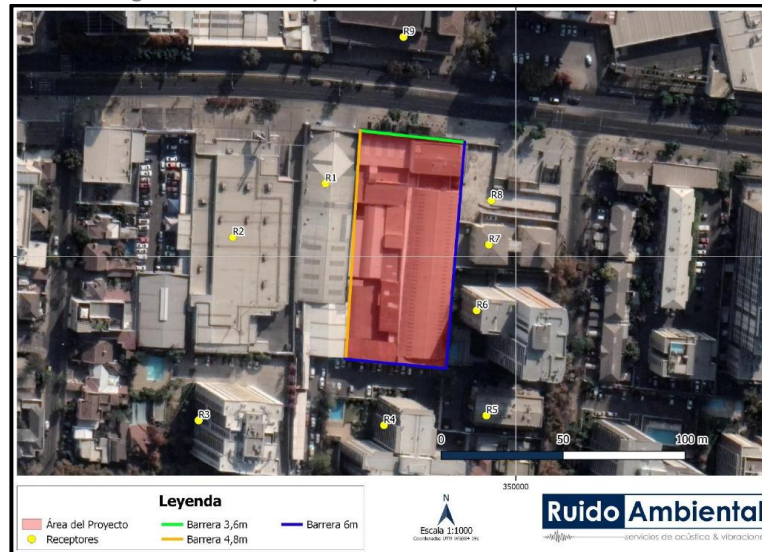 R9
R1
R8
R2
R7
R6
R3
R4
R5
0 50 100 m
350000
Leyenda
Área del Proyecto
Barrera 3,6m
Barrera 6m
Receptores
Barrera 4,8m
N
Escala 1:1000
Ruido Ambiental
servicios de acústica & vibraciones